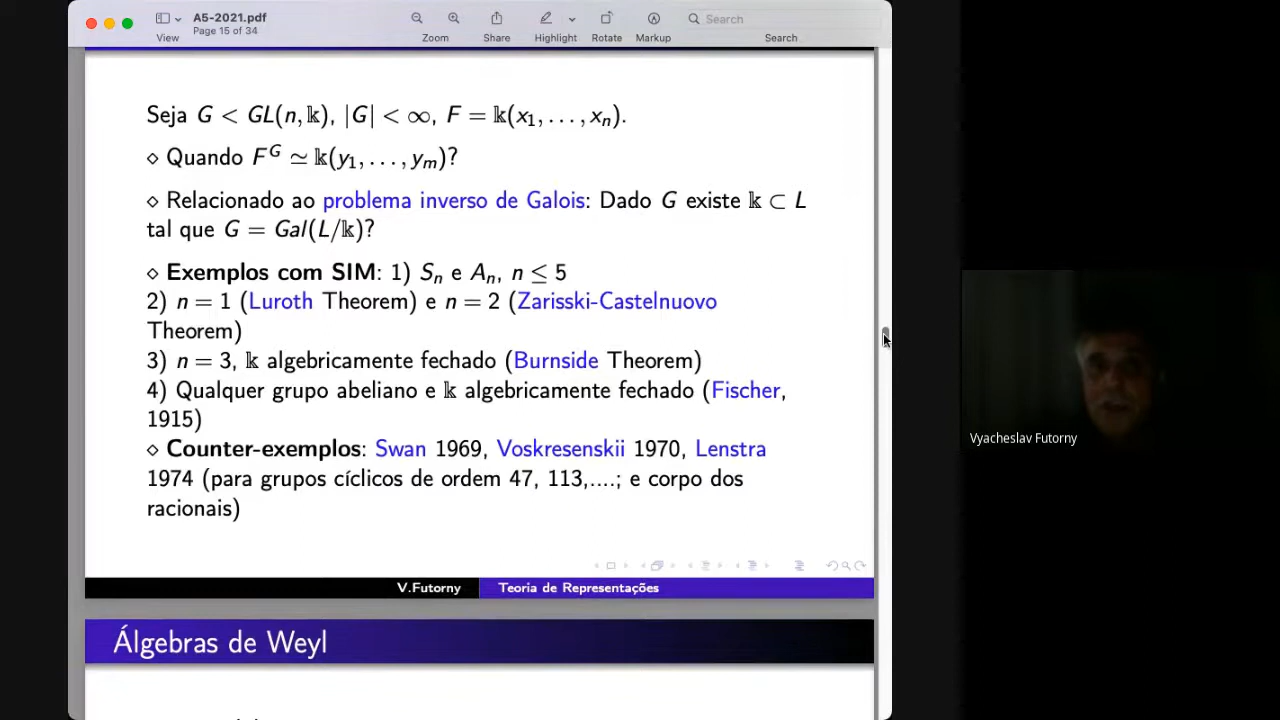 A5-2021.pdf
Page 15 of 34
View
Zoom
Share
Highlight
Rotate
Markup
Search
Search
Seja G < GL(n, 𝕜), |G| < ∞, F = 𝕜(x₁, . . . , xₙ).
⋄ Quando Fᴳ ≃ 𝕜(y₁, . . . , yₘ)?
⋄ Relacionado ao problema inverso de Galois: Dado G existe 𝕜 ⊂ L
tal que G = Gal(L/𝕜)?
⋄ Exemplos com SIM: 1) Sₙ e Aₙ, n ≤ 5
2) n = 1 (Luroth Theorem) e n = 2 (Zarisski-Castelnuovo
Theorem)
3) n = 3, 𝕜 algebricamente fechado (Burnside Theorem)
4) Qualquer grupo abeliano e 𝕜 algebricamente fechado (Fischer,
1915)
⋄ Counter-exemplos: Swan 1969, Voskresenskii 1970, Lenstra
1974 (para grupos cíclicos de ordem 47, 113,....; e corpo dos
racionais)
V.Futorny Teoria de Representações
Álgebras de Weyl
Vyacheslav Futorny